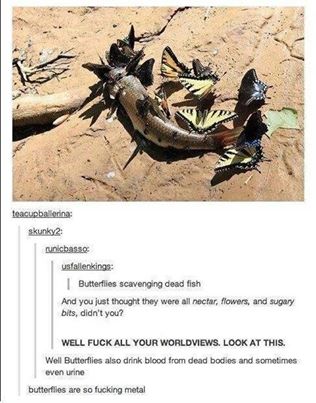 teacupballerina:
skunky2:
runicbasso:
usfallenkings:
Butterflies scavenging dead fish
And you just thought they were all nectar, flowers, and sugary
bits, didn't you?
WELL FUCK ALL YOUR WORLDVIEWS. LOOK AT THIS.
Well Butterflies also drink blood from dead bodies and sometimes
even urine
butterflies are so fucking metal